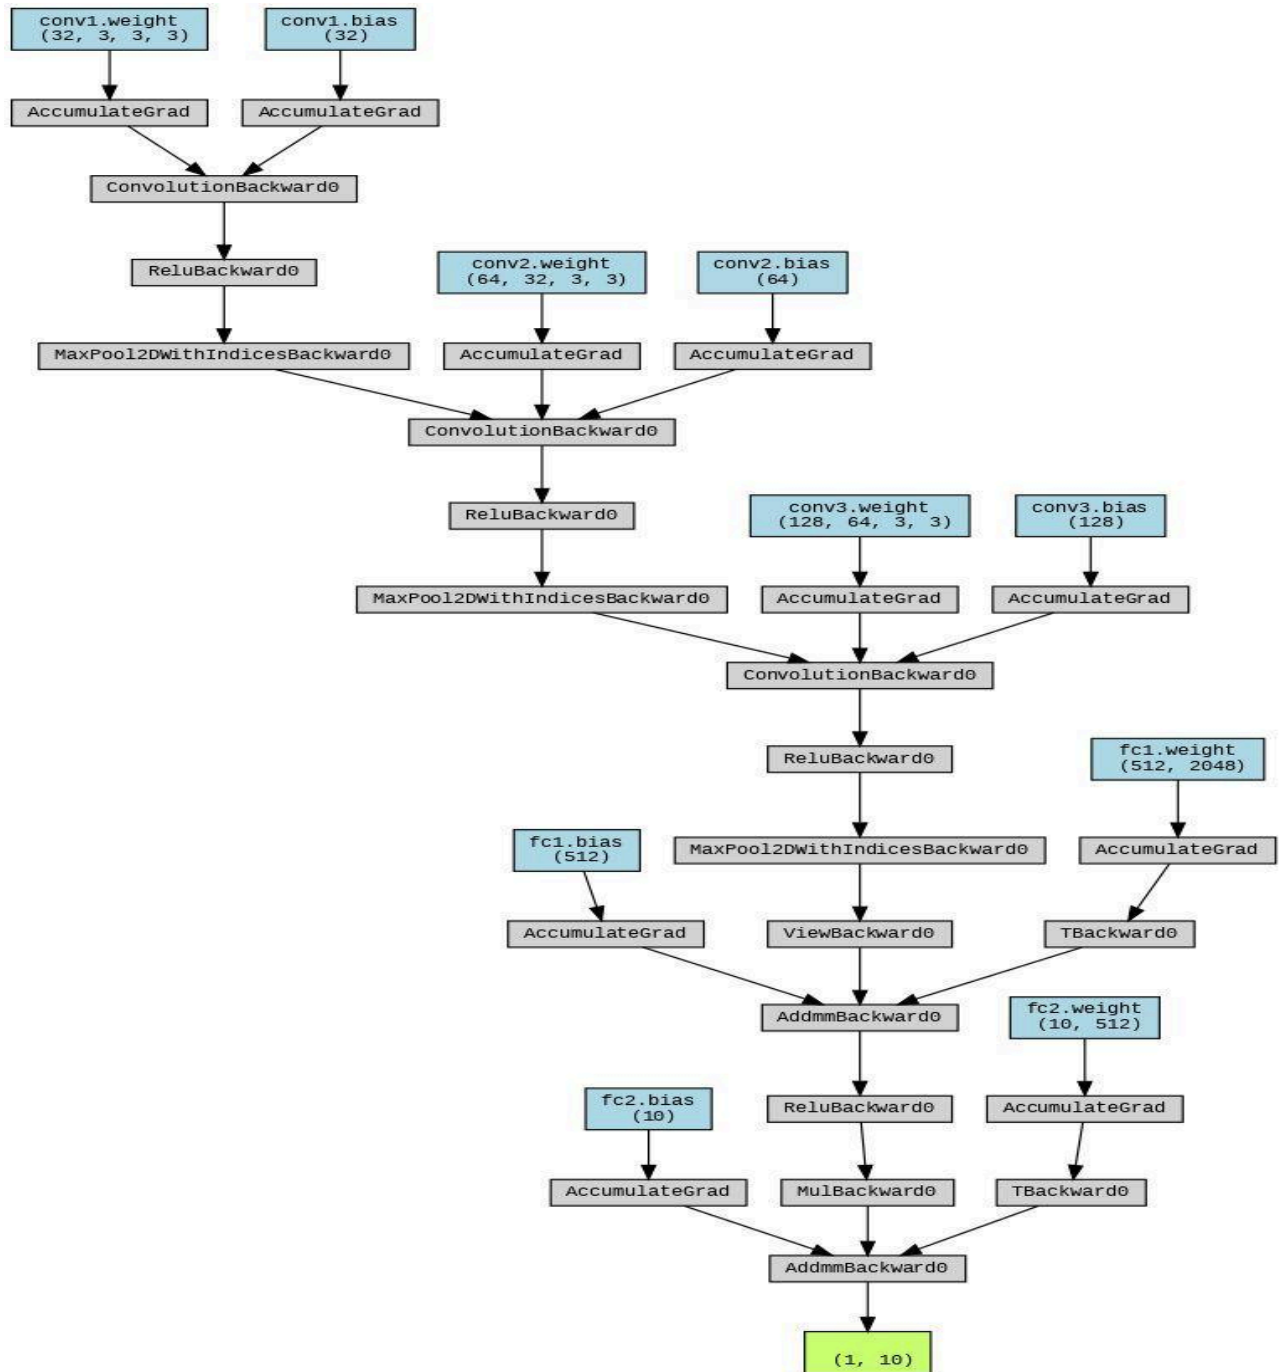 conv1.weight
(32, 3, 3, 3)
conv1.bias
(32)
AccumulateGrad
AccumulateGrad
ConvolutionBackward0
ReluBackward0
conv2.weight
(64, 32, 3, 3)
conv2.bias
(64)
MaxPool2DWithIndicesBackward0
AccumulateGrad
AccumulateGrad
ConvolutionBackward0
ReluBackward0
conv3.weight
(128, 64, 3, 3)
conv3.bias
(128)
MaxPool2DWithIndicesBackward0
AccumulateGrad
AccumulateGrad
ConvolutionBackward0
ReluBackward0
fc1.weight
(512, 2048)
fc1.bias
(512)
MaxPool2DWithIndicesBackward0
AccumulateGrad
AccumulateGrad
ViewBackward0
TBackward0
AddmmBackward0
fc2.weight
(10, 512)
fc2.bias
(10)
ReluBackward0
AccumulateGrad
AccumulateGrad
MulBackward0
TBackward0
AddmmBackward0
(1, 10)